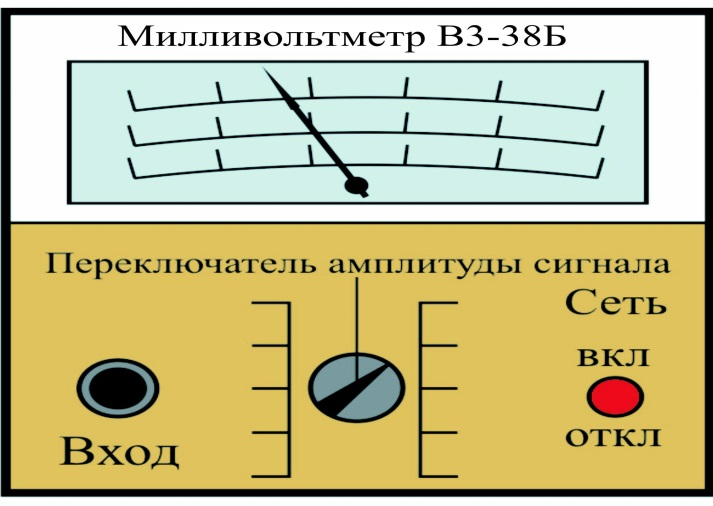 Милливольтметр В3-38Б
Переключатель амплитуды сигнала
Сеть
вкл
откл
Вход